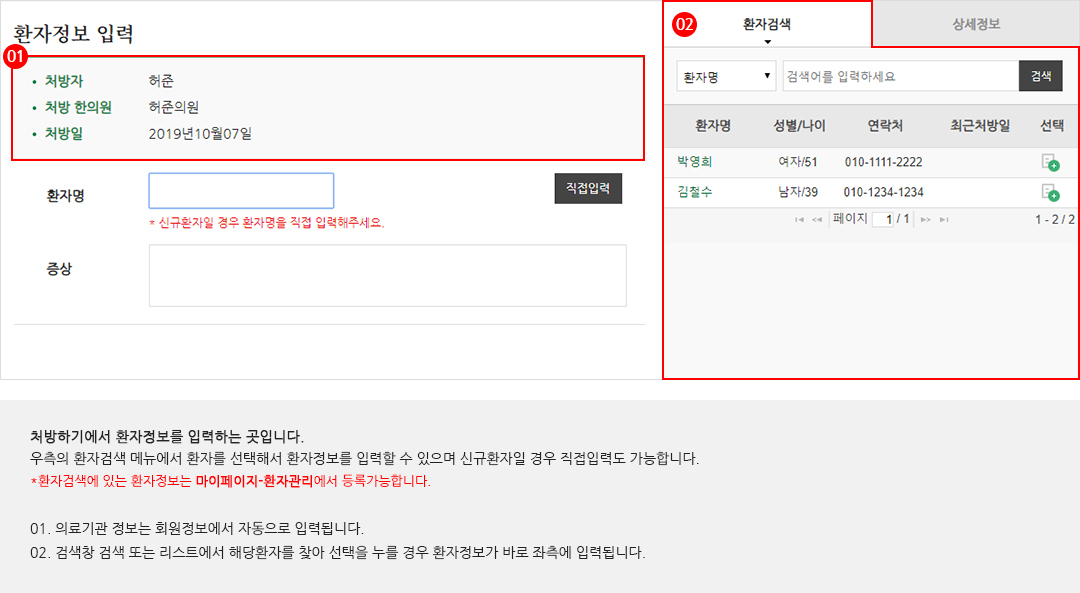 환자정보 입력
01
• 처방자 허준
• 처방 한의원 허준의원
• 처방일 2019년10월07일
환자명 직접입력
* 신규환자일 경우 환자명을 직접 입력해주세요.
증상
02 환자검색 상세정보
환자명 검색어를 입력하세요 검색
환자명 성별/나이 연락처 최근처방일 선택
박영희 여자/51 010-1111-2222
김철수 남자/39 010-1234-1234
페이지 1 / 1 1 - 2 / 2
처방하기에서 환자정보를 입력하는 곳입니다.
우측의 환자검색 메뉴에서 환자를 선택해서 환자정보를 입력할 수 있으며 신규환자일 경우 직접입력도 가능합니다.
*환자검색에 있는 환자정보는 마이페이지-환자관리에서 등록가능합니다.
01. 의료기관 정보는 회원정보에서 자동으로 입력됩니다.
02. 검색창 검색 또는 리스트에서 해당환자를 찾아 선택을 누를 경우 환자정보가 바로 좌측에 입력됩니다.